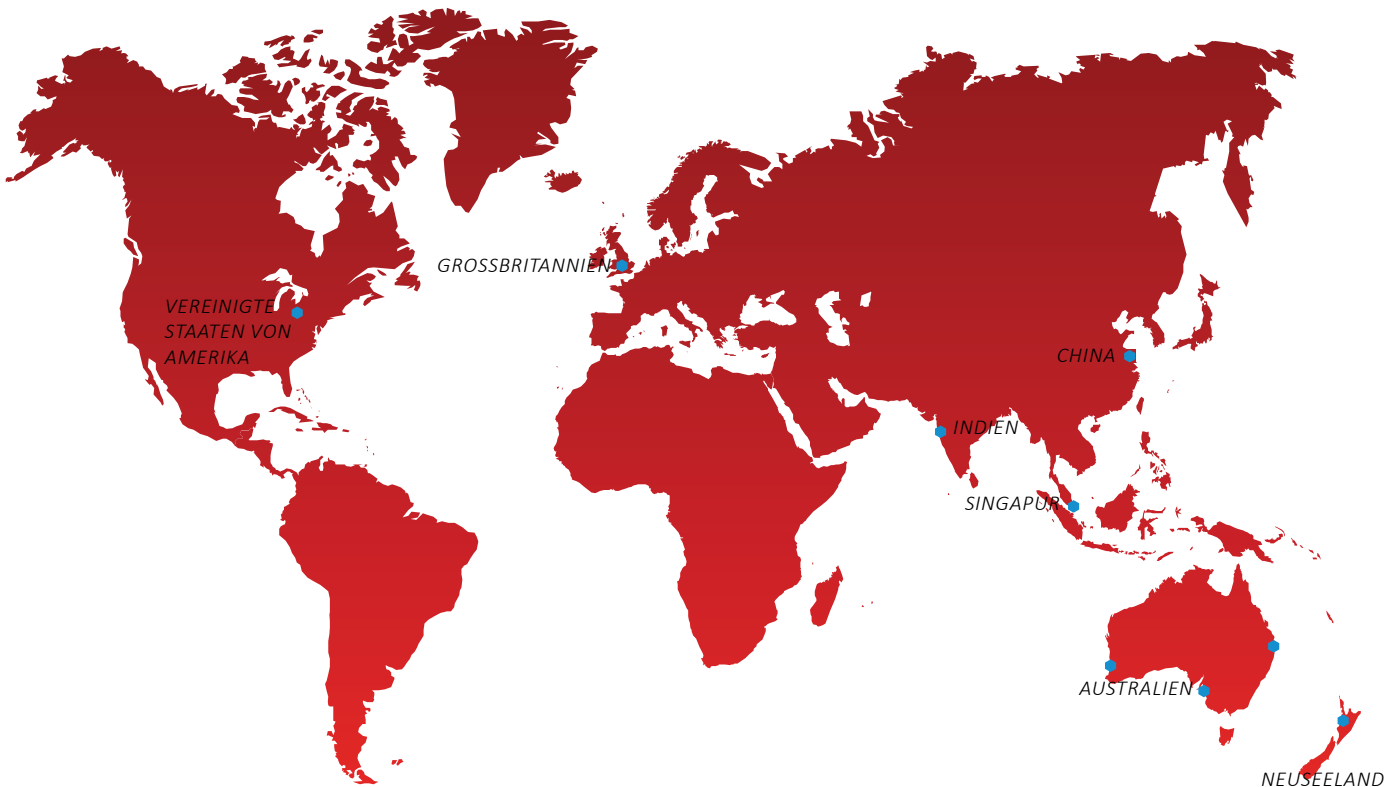 GROSSBRITANNIEN
VEREINIGTE
STAATEN VON
AMERIKA
CHINA
INDIEN
SINGAPUR
AUSTRALIEN
NEUSEELAND